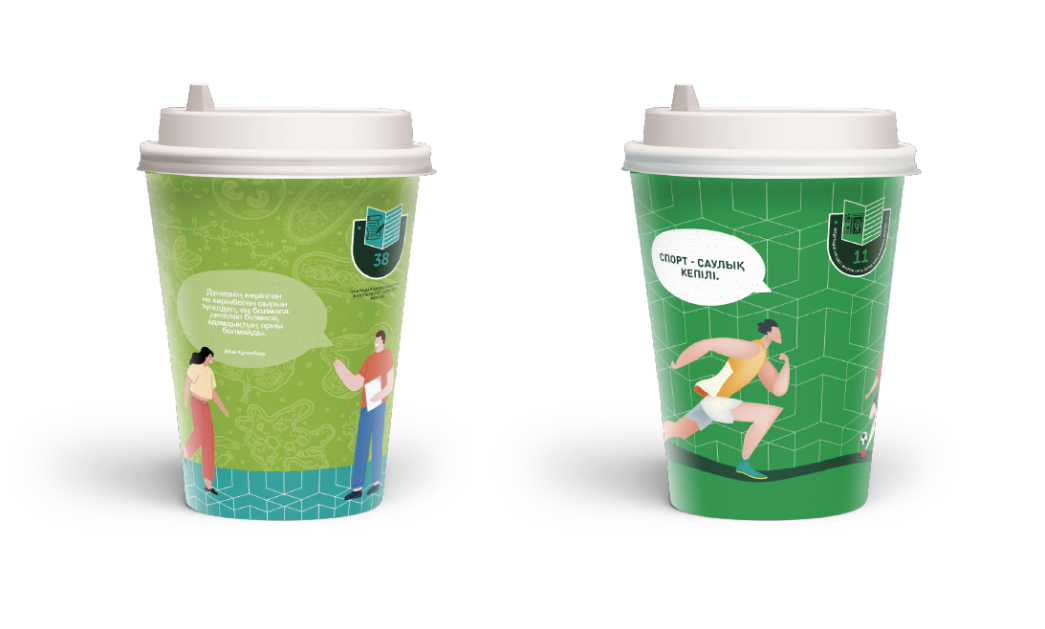 Дүниенің көрінген
һә көрінбеген сырын
түгелдеп, ең болмаса
денелеп білмесе,
адамдықтың орны
болмайды.
Абай Құнанбаев
38
СПОРТ - САУЛЫҚ
КЕПІЛІ.
11